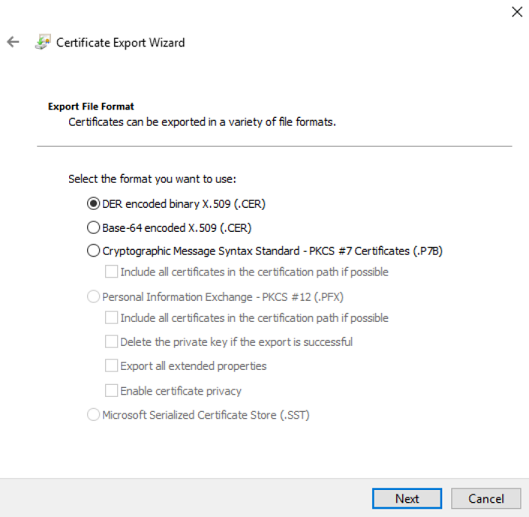 Certificate Export Wizard
Export File Format
Certificates can be exported in a variety of file formats.
Select the format you want to use:
DER encoded binary X.509 (.CER)
Base-64 encoded X.509 (.CER)
Cryptographic Message Syntax Standard - PKCS #7 Certificates (.P7B)
Include all certificates in the certification path if possible
Personal Information Exchange - PKCS #12 (.PFX)
Include all certificates in the certification path if possible
Delete the private key if the export is successful
Export all extended properties
Enable certificate privacy
Microsoft Serialized Certificate Store (.SST)
Next Cancel